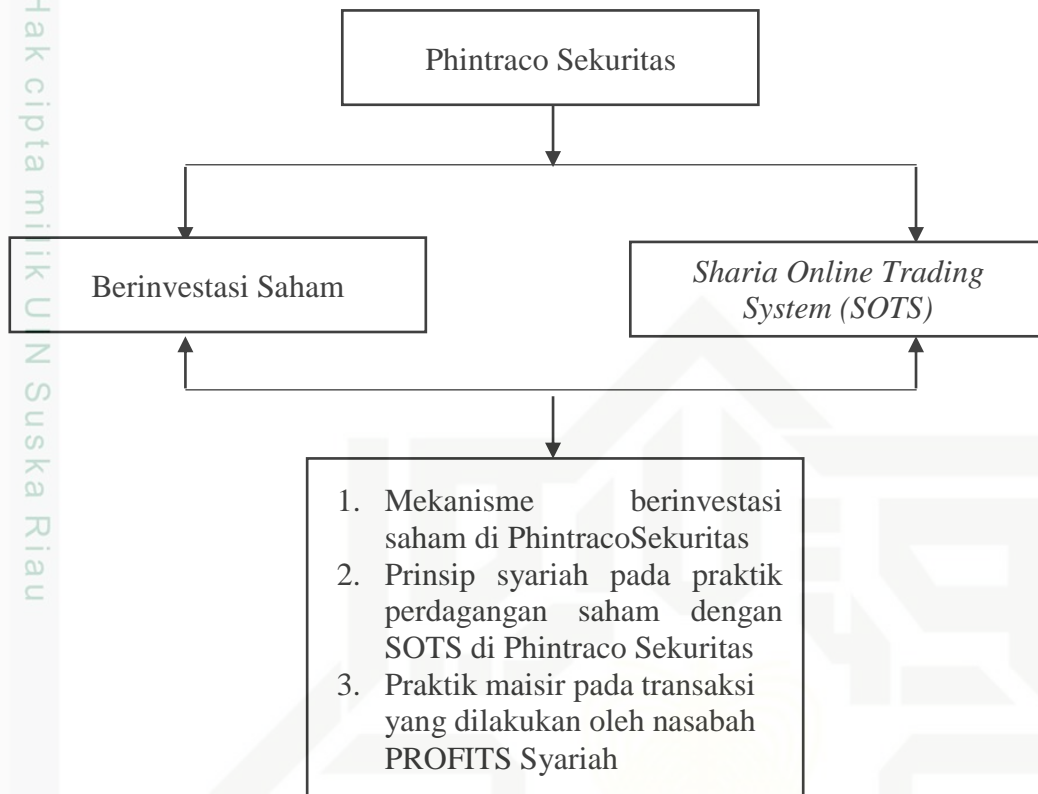 Hak cipta milik UIN Suska Riau
Phintraco Sekuritas
Berinvestasi Saham
Sharia Online Trading
System (SOTS)
1. Mekanisme berinvestasi
saham di PhintracoSekuritas
2. Prinsip syariah pada praktik
perdagangan saham dengan
SOTS di Phintraco Sekuritas
3. Praktik maisir pada transaksi
yang dilakukan oleh nasabah
PROFITS Syariah